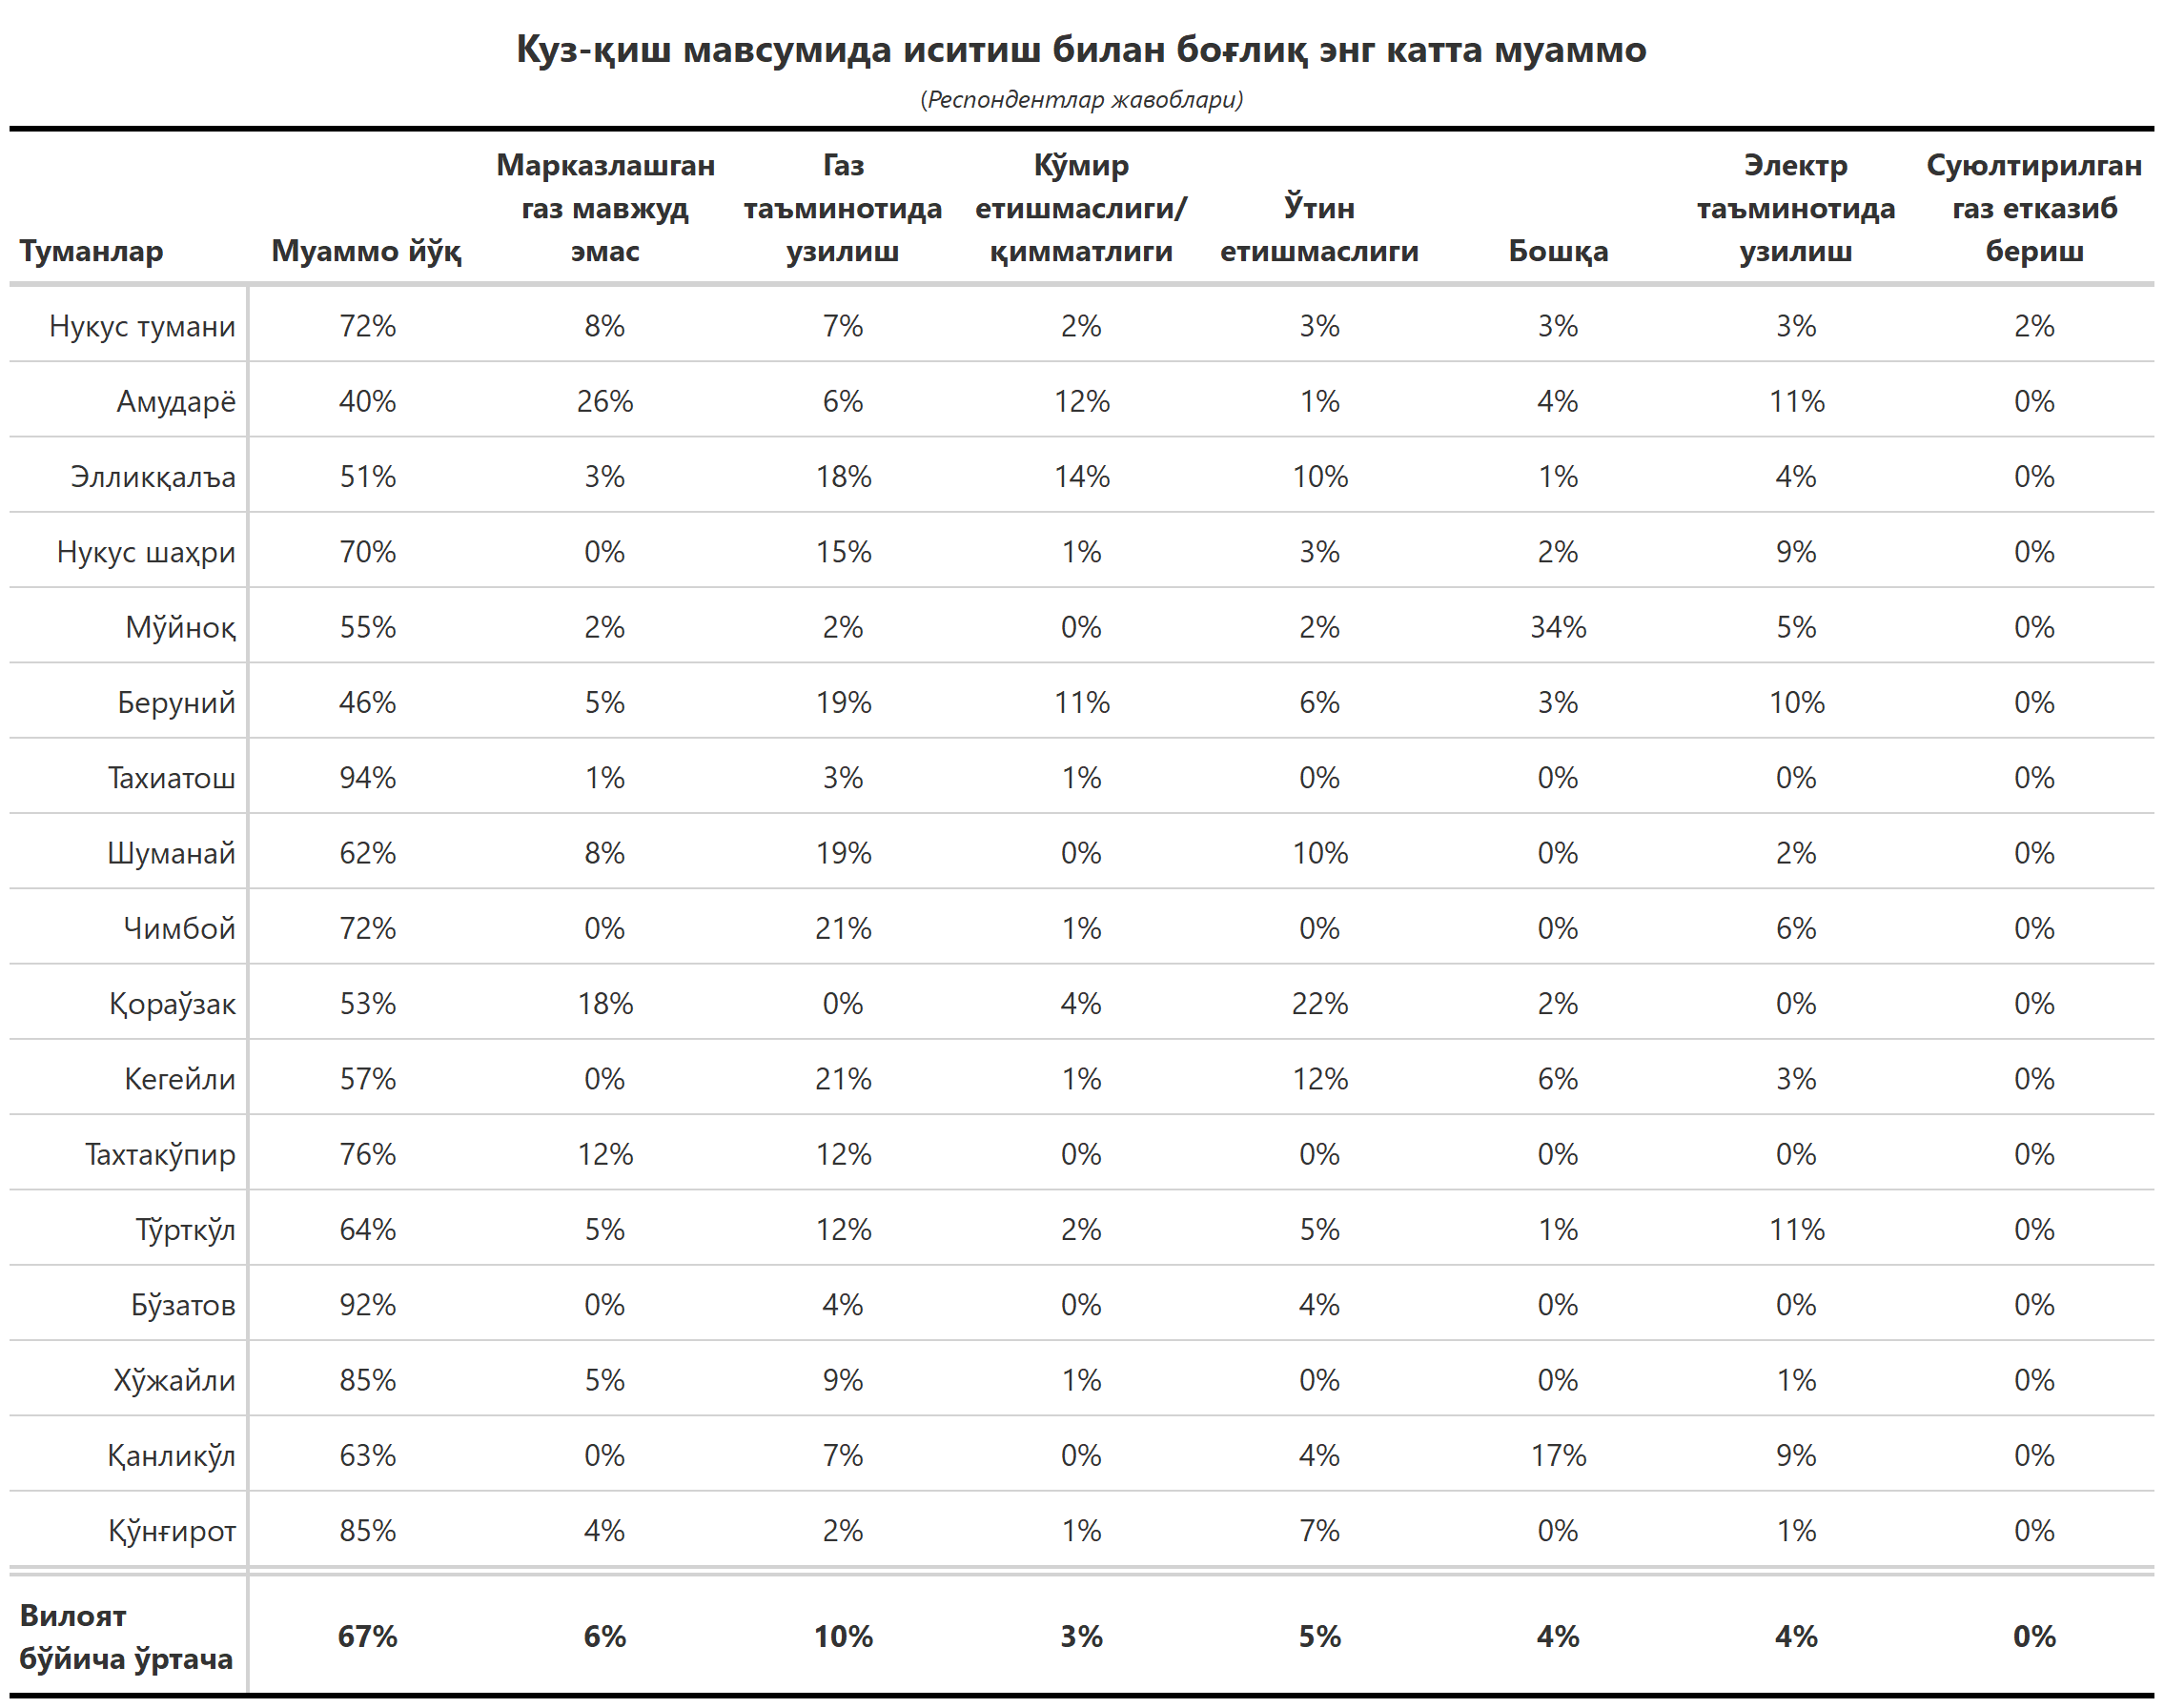 Куз-қиш мавсумида иситиш билан боғлиқ энг катта муаммо
(Респондентлар жавоблари)
Туманлар Муаммо йўқ Марказлашган газ мавжуд эмас Газ таъминотида узилиш Кўмир етишмаслиги/қимматлиги Ўтин етишмаслиги Бошқа Электр таъминотида узилиш Суюлтирилган газ етказиб бериш
Нукус тумани 72% 8% 7% 2% 3% 3% 3% 2%
Амударё 40% 26% 6% 12% 1% 4% 11% 0%
Элликқалъа 51% 3% 18% 14% 10% 1% 4% 0%
Нукус шаҳри 70% 0% 15% 1% 3% 2% 9% 0%
Мўйноқ 55% 2% 2% 0% 2% 34% 5% 0%
Беруний 46% 5% 19% 11% 6% 3% 10% 0%
Тахиатош 94% 1% 3% 1% 0% 0% 0% 0%
Шуманай 62% 8% 19% 0% 10% 0% 2% 0%
Чимбой 72% 0% 21% 1% 0% 0% 6% 0%
Қораўзак 53% 18% 0% 4% 22% 2% 0% 0%
Кегейли 57% 0% 21% 1% 12% 6% 3% 0%
Тахтакўпир 76% 12% 12% 0% 0% 0% 0% 0%
Тўрткўл 64% 5% 12% 2% 5% 1% 11% 0%
Бўзатов 92% 0% 4% 0% 4% 0% 0% 0%
Хўжайли 85% 5% 9% 1% 0% 0% 1% 0%
Қанликўл 63% 0% 7% 0% 4% 17% 9% 0%
Қўнғирот 85% 4% 2% 1% 7% 0% 1% 0%
Вилоят бўйича ўртача 67% 6% 10% 3% 5% 4% 4% 0%